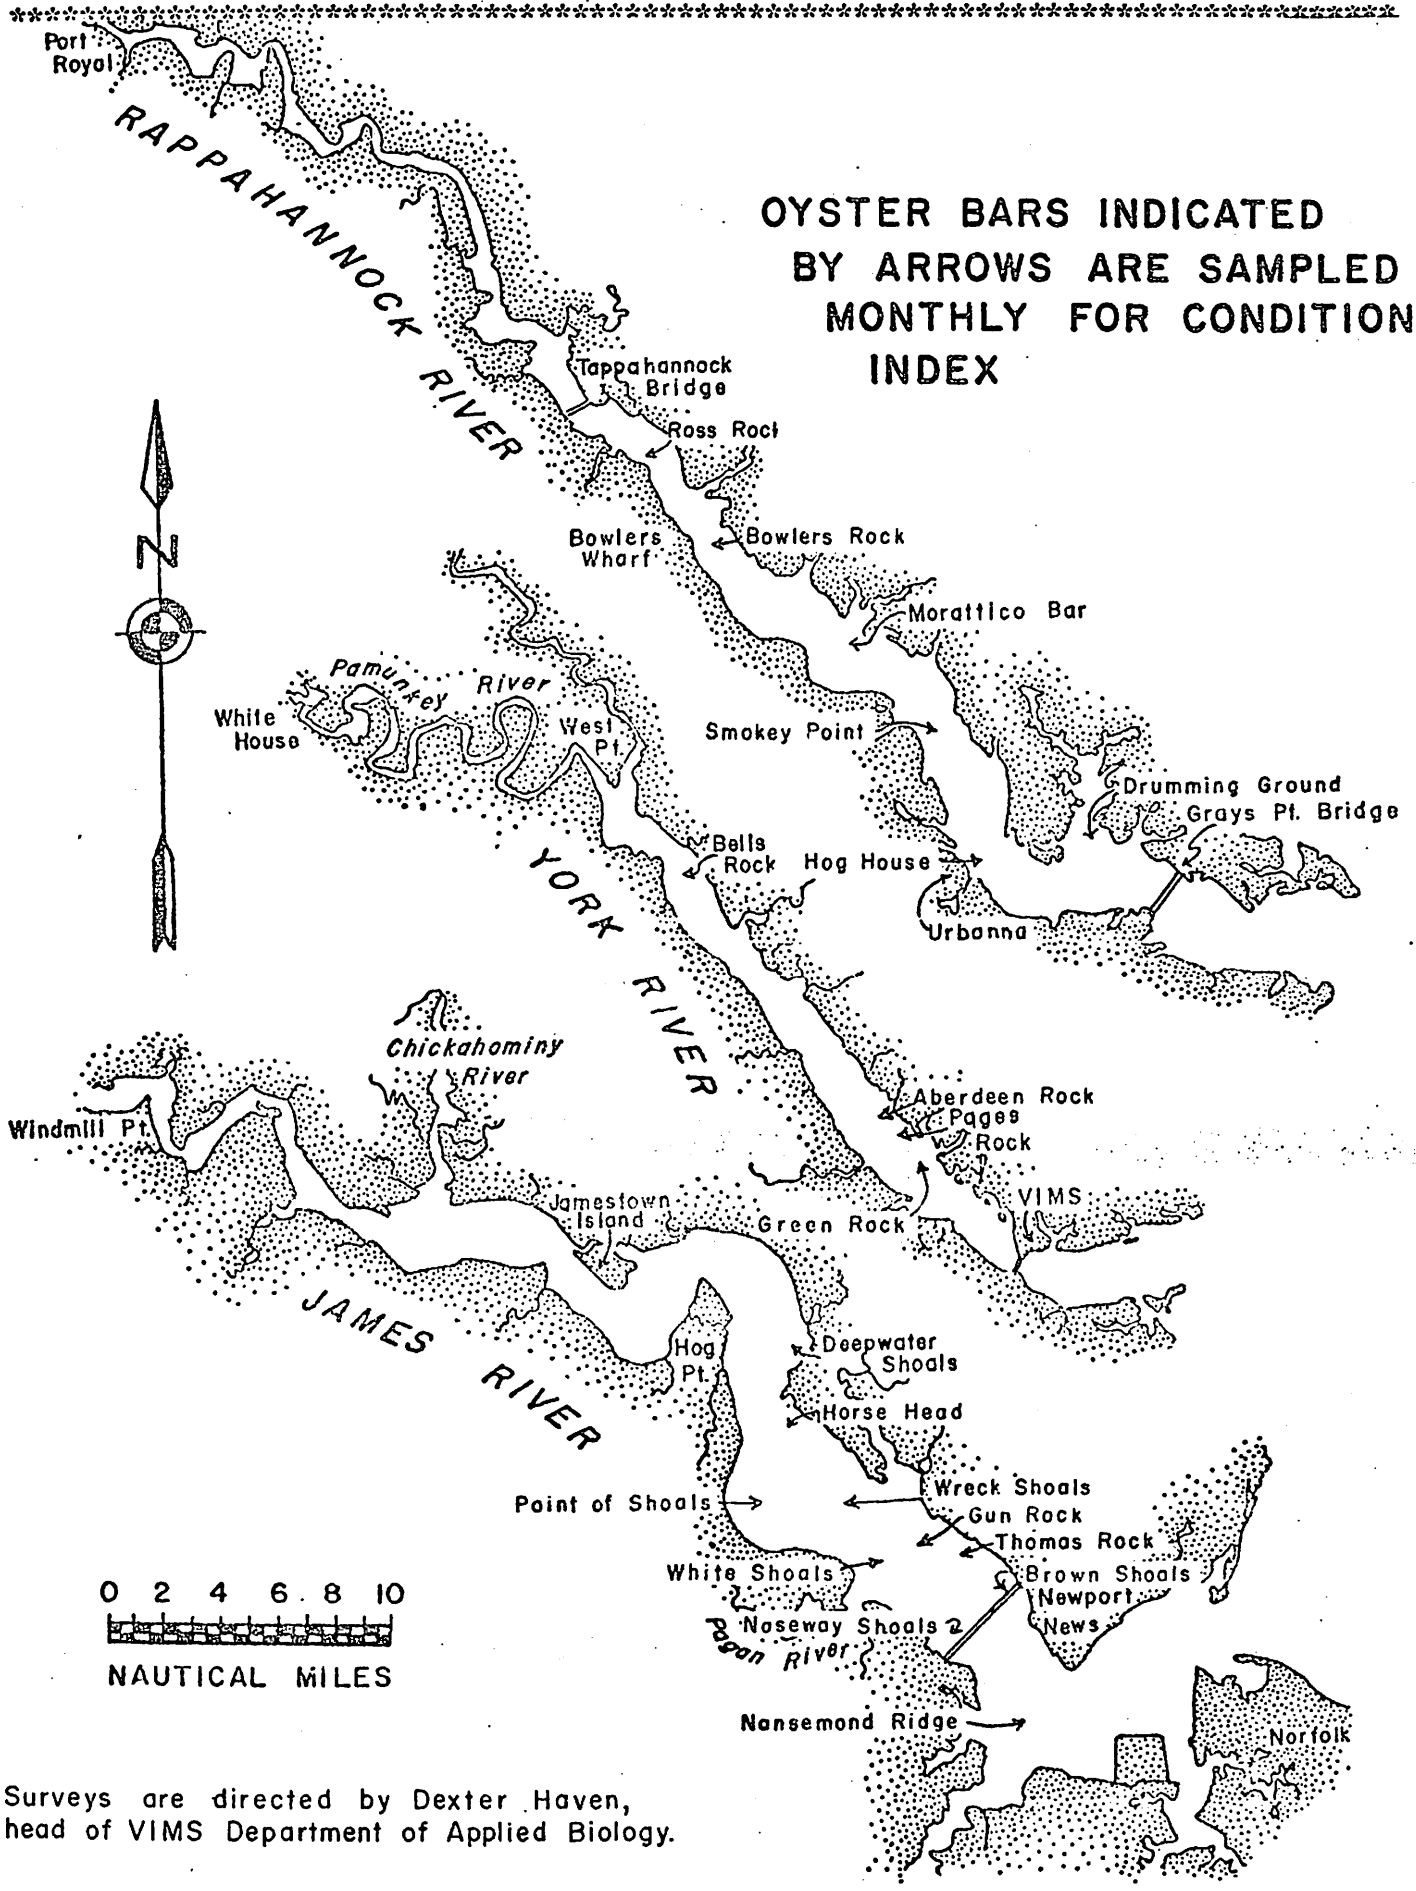 Port
Royal
RAPPAHANNOCK RIVER
OYSTER BARS INDICATED
BY ARROWS ARE SAMPLED
MONTHLY FOR CONDITION
INDEX
Tappahannock
Bridge
Ross Rock
Bowlers
Wharf
Bowlers Rock
Morattico Bar
N
Pamunkey River
White
House
West
Pt.
Smokey Point
Drumming Ground
Grays Pt. Bridge
Bells
Rock
Hog House
Urbanna
YORK RIVER
Chickahominy
River
Windmill Pt.
Aberdeen Rock
Pages
Rock
Jamestown
Island
VIMS
Green Rock
JAMES RIVER
Hog
Pt.
Deepwater
Shoals
Horse Head
Point of Shoals
Wreck Shoals
Gun Rock
Thomas Rock
White Shoals
Brown Shoals
Newport
News
Naseway Shoals
Pagan River
0 2 4 6 8 10
NAUTICAL MILES
Nansemond Ridge
Norfolk
Surveys are directed by Dexter Haven,
head of VIMS Department of Applied Biology.